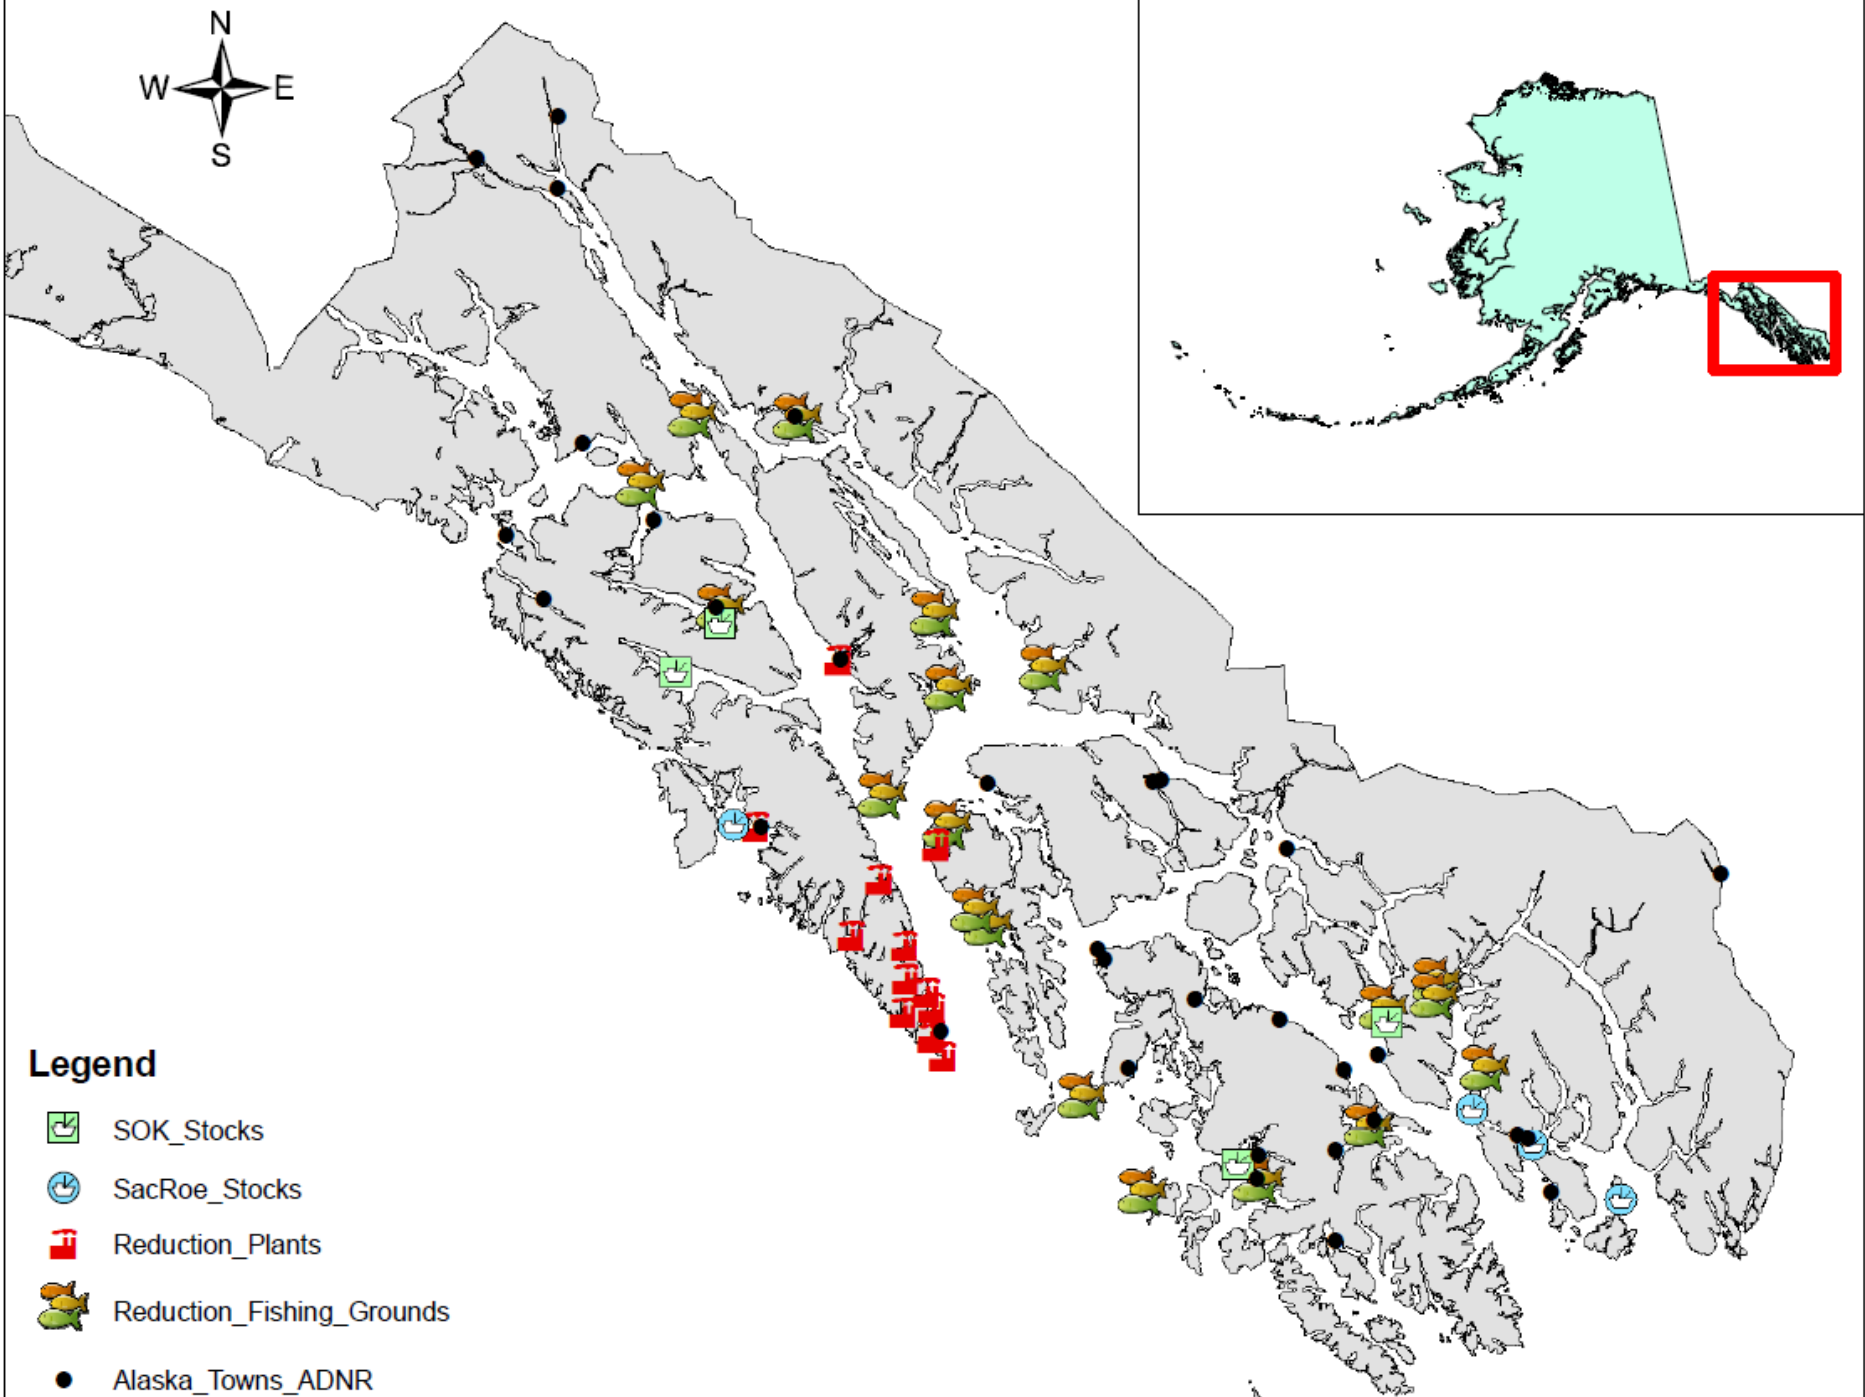 N
W E
S
Legend
SOK_Stocks
SacRoe_Stocks
Reduction_Plants
Reduction_Fishing_Grounds
Alaska_Towns_ADNR